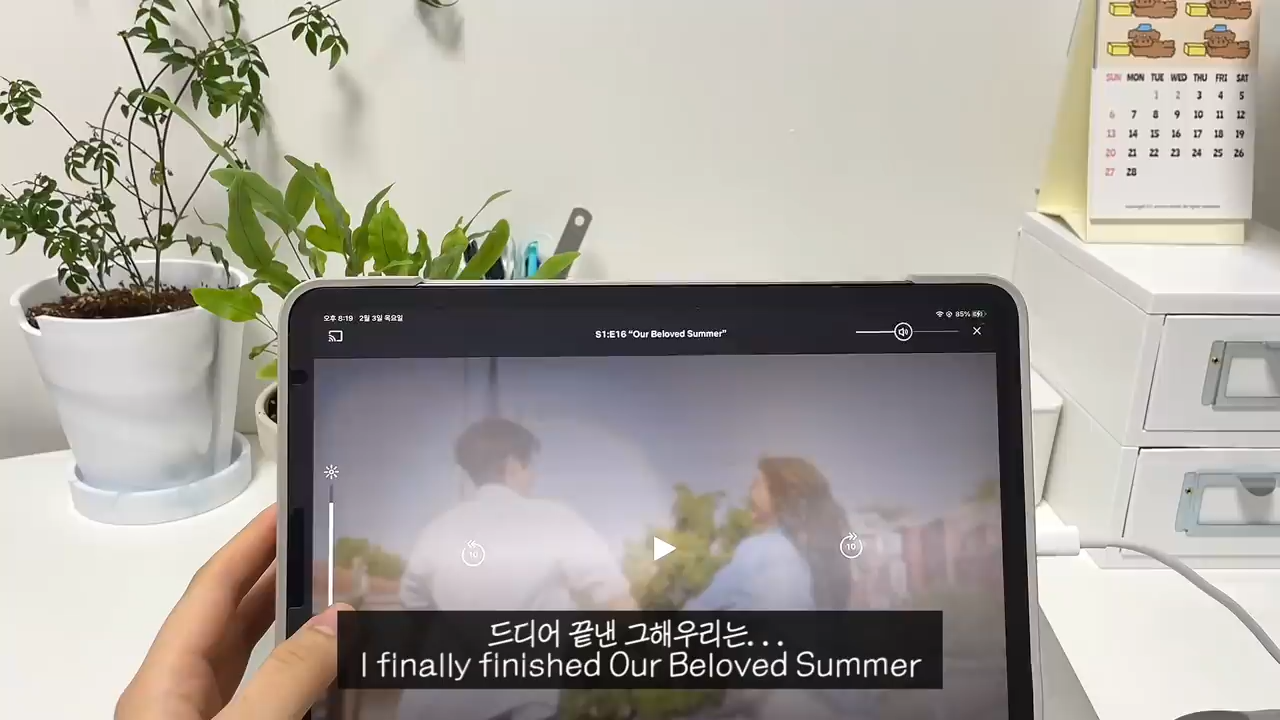 SUN MON TUE WED THU FRI SAT
1 2 3 4 5
6 7 8 9 10 11 12
13 14 15 16 17 18 19
20 21 22 23 24 25 26
27 28
오후 8:19 2월 3일 목요일
85%
S1:E16 “Our Beloved Summer”
10
10
드디어 끝낸 그해우리는...
I finally finished Our Beloved Summer